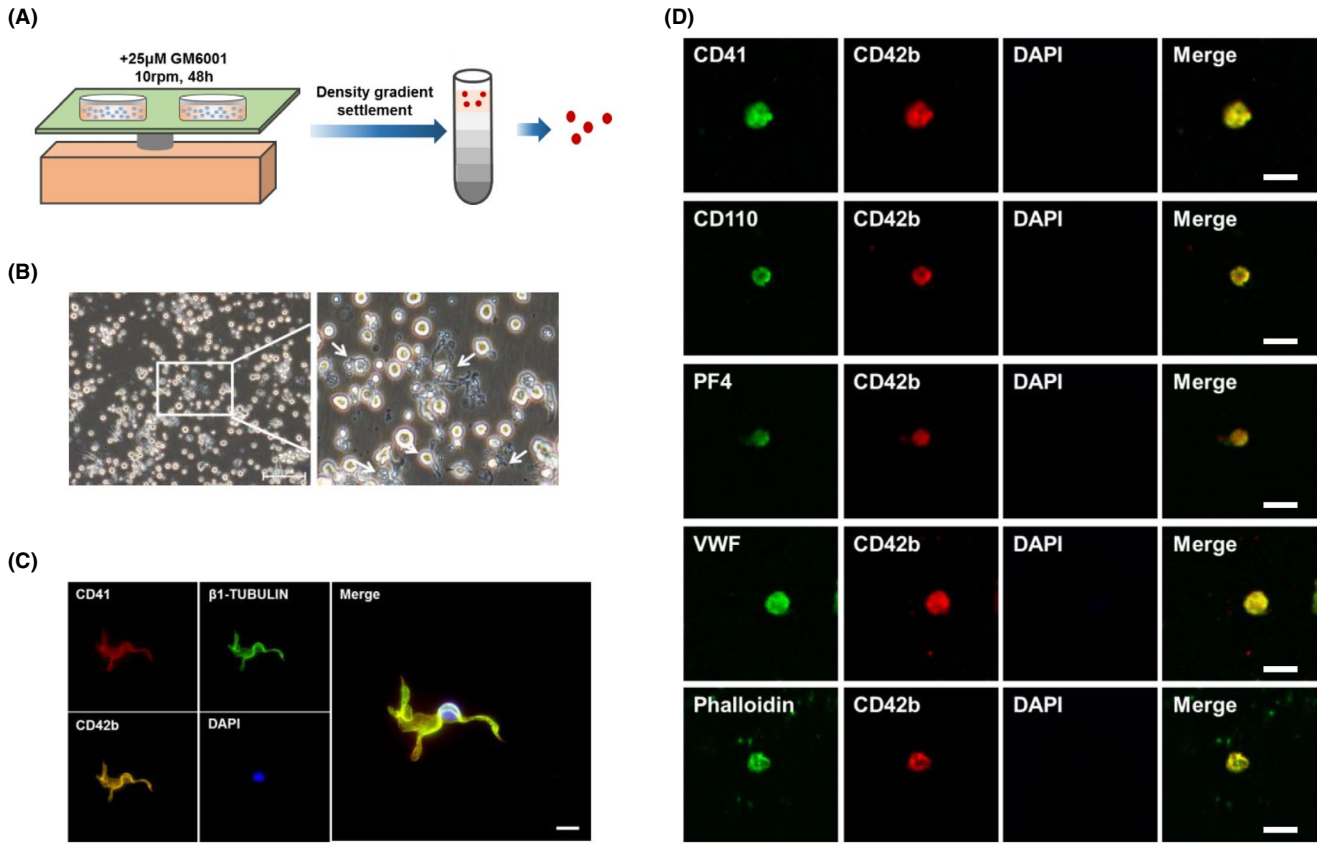 (A)
+25μM GM6001
10rpm, 48h
Density gradient
settlement
(B)
(C)
CD41
β1-TUBULIN
Merge
CD42b
DAPI
(D)
CD41
CD42b
DAPI
Merge
CD110
CD42b
DAPI
Merge
PF4
CD42b
DAPI
Merge
VWF
CD42b
DAPI
Merge
Phalloidin
CD42b
DAPI
Merge